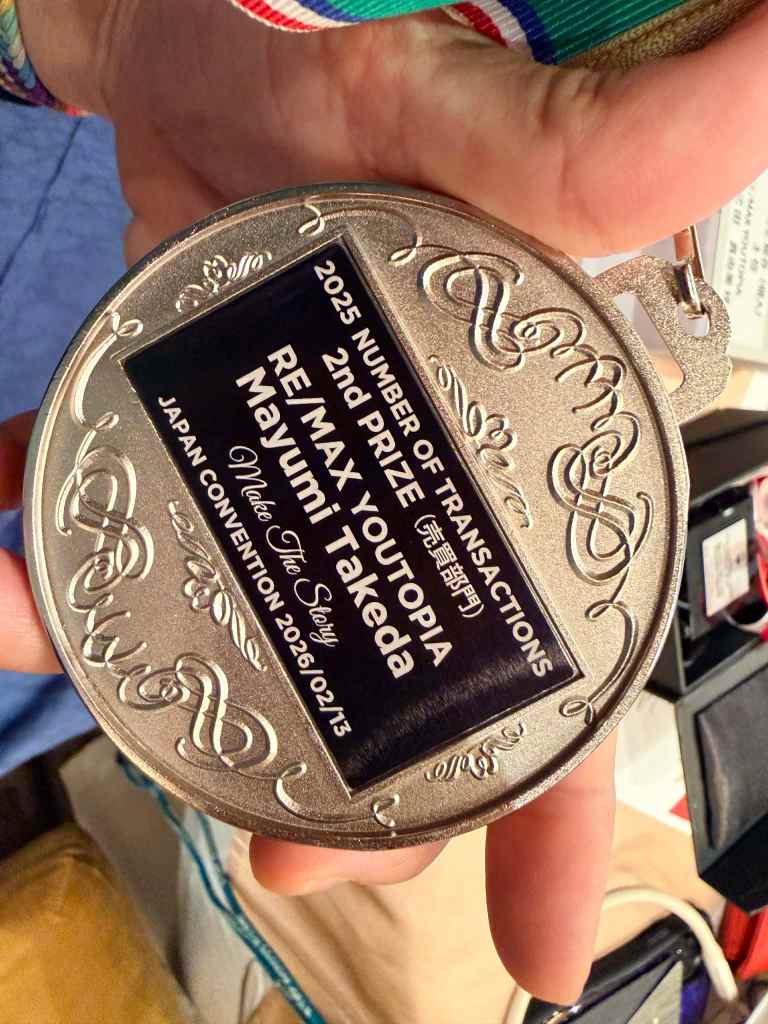 2025 NUMBER OF TRANSACTIONS
2nd PRIZE (売買部門)
RE/MAX YOUTOPIA
Mayumi Takeda
Make The Story
JAPAN CONVENTION 2026/02/13